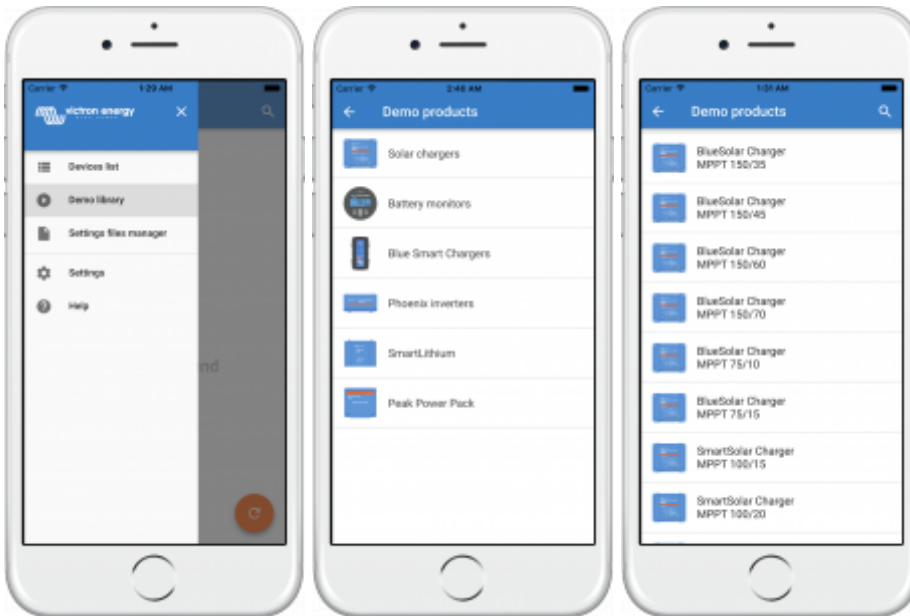 Carrier 1:29 AM
victron energy
Devices list
Demo library
Settings files manager
Settings
Help
nd
Carrier 2:48 AM
Demo products
Solar chargers
Battery monitors
Blue Smart Chargers
Phoenix inverters
SmartLithium
Peak Power Pack
Carrier 1:31 AM
Demo products
BlueSolar Charger
MPPT 150/35
BlueSolar Charger
MPPT 150/45
BlueSolar Charger
MPPT 150/60
BlueSolar Charger
MPPT 150/70
BlueSolar Charger
MPPT 75/10
BlueSolar Charger
MPPT 75/15
SmartSolar Charger
MPPT 100/15
SmartSolar Charger
MPPT 100/20